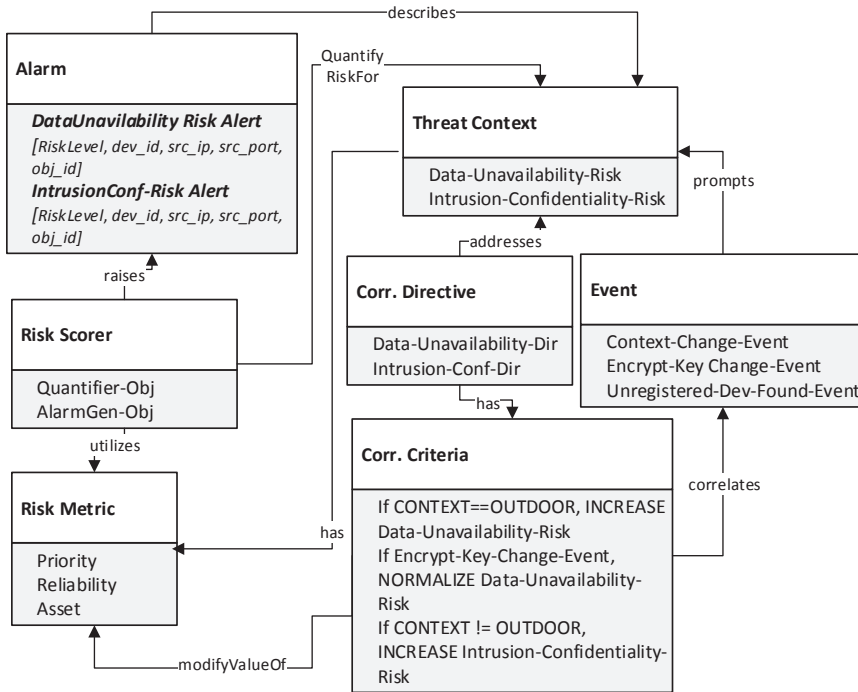 describes
Alarm
DataUnavilability Risk Alert
[RiskLevel, dev_id, src_ip, src_port,
obj_id]
IntrusionConf-Risk Alert
[RiskLevel, dev_id, src_ip, src_port,
obj_id]
Quantify
RiskFor
Threat Context
Data-Unavailability-Risk
Intrusion-Confidentiality-Risk
prompts
raises
addresses
Risk Scorer
Quantifier-Obj
AlarmGen-Obj
Corr. Directive
Data-Unavailability-Dir
Intrusion-Conf-Dir
Event
Context-Change-Event
Encrypt-Key Change-Event
Unregistered-Dev-Found-Event
utilizes
has
Risk Metric
Priority
Reliability
Asset
has
Corr. Criteria
If CONTEXT==OUTDOOR, INCREASE
Data-Unavailability-Risk
If Encrypt-Key-Change-Event,
NORMALIZE Data-Unavailability-
Risk
If CONTEXT != OUTDOOR,
INCREASE Intrusion-Confidentiality-
Risk
correlates
modifyValueOf